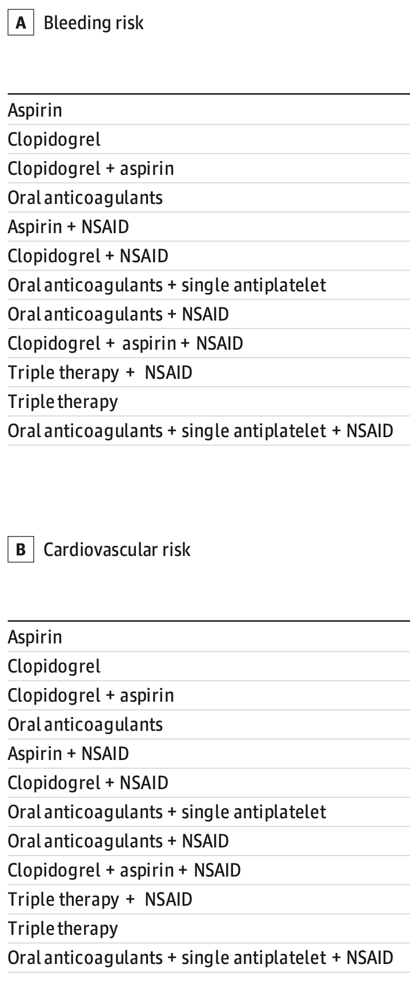 A Bleeding risk
Aspirin
Clopidogrel
Clopidogrel + aspirin
Oral anticoagulants
Aspirin + NSAID
Clopidogrel + NSAID
Oral anticoagulants + single antiplatelet
Oral anticoagulants + NSAID
Clopidogrel + aspirin + NSAID
Triple therapy + NSAID
Triple therapy
Oral anticoagulants + single antiplatelet + NSAID
B Cardiovascular risk
Aspirin
Clopidogrel
Clopidogrel + aspirin
Oral anticoagulants
Aspirin + NSAID
Clopidogrel + NSAID
Oral anticoagulants + single antiplatelet
Oral anticoagulants + NSAID
Clopidogrel + aspirin + NSAID
Triple therapy + NSAID
Triple therapy
Oral anticoagulants + single antiplatelet + NSAID